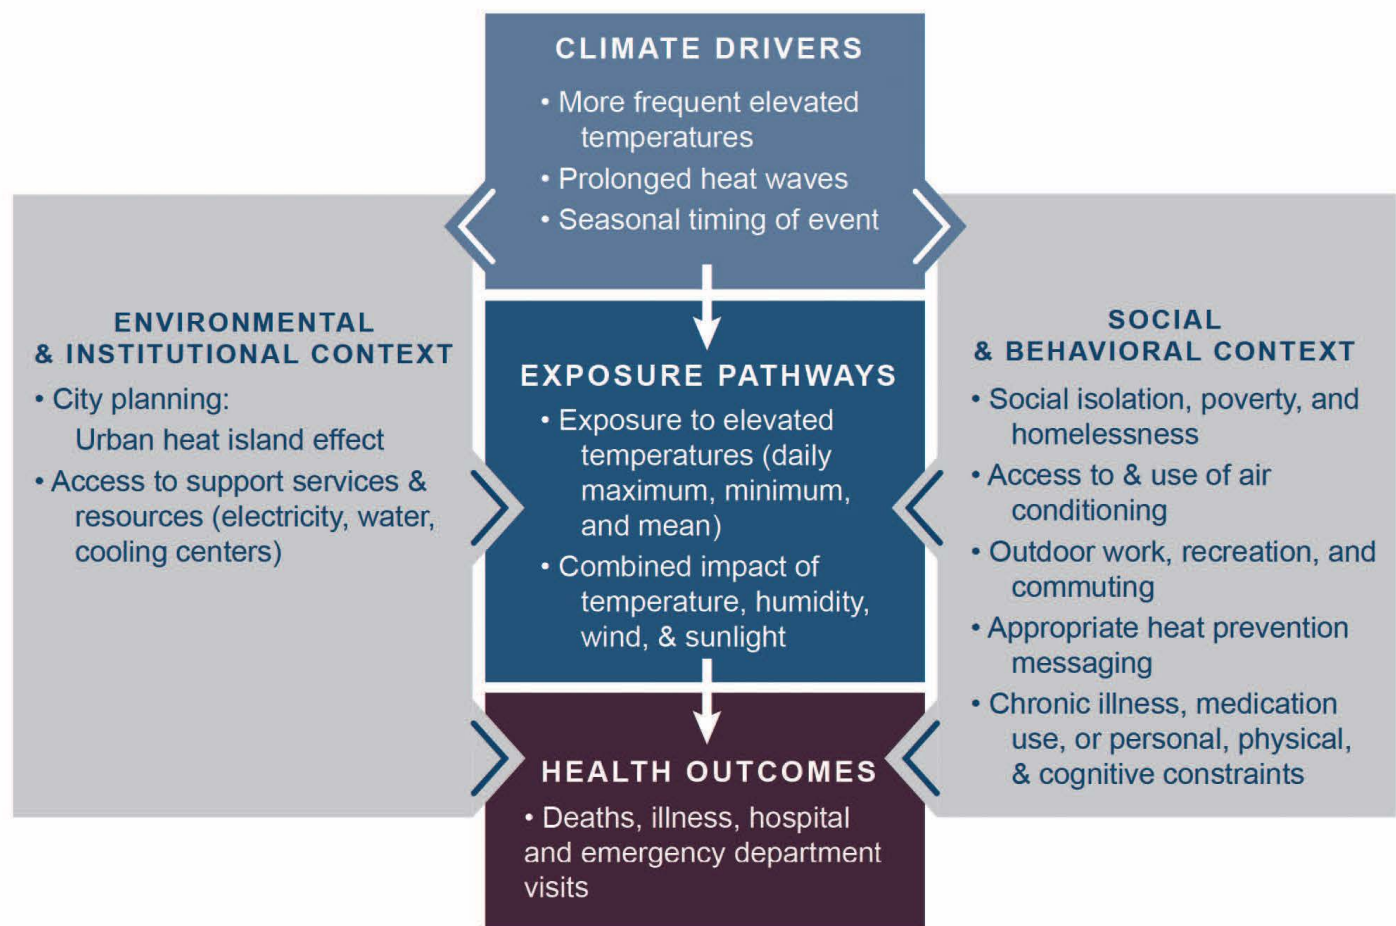 CLIMATE DRIVERS
• More frequent elevated
temperatures
• Prolonged heat waves
• Seasonal timing of event
ENVIRONMENTAL
& INSTITUTIONAL CONTEXT
• City planning:
Urban heat island effect
• Access to support services &
resources (electricity, water,
cooling centers)
EXPOSURE PATHWAYS
• Exposure to elevated
temperatures (daily
maximum, minimum,
and mean)
• Combined impact of
temperature, humidity,
wind, & sunlight
SOCIAL
& BEHAVIORAL CONTEXT
• Social isolation, poverty, and
homelessness
• Access to & use of air
conditioning
• Outdoor work, recreation, and
commuting
• Appropriate heat prevention
messaging
• Chronic illness, medication
use, or personal, physical,
& cognitive constraints
HEALTH OUTCOMES
• Deaths, illness, hospital
and emergency department
visits